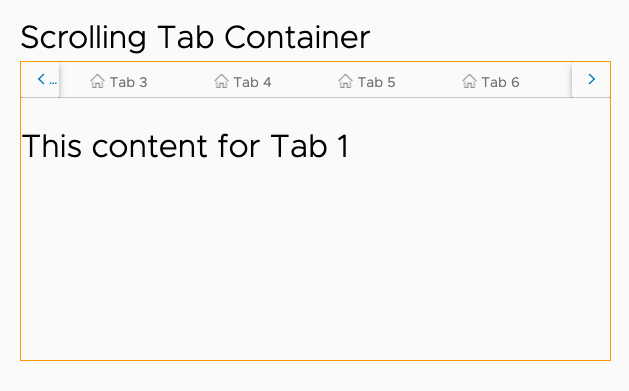 Scrolling Tab Container
... Tab 3 Tab 4 Tab 5 Tab 6
This content for Tab 1